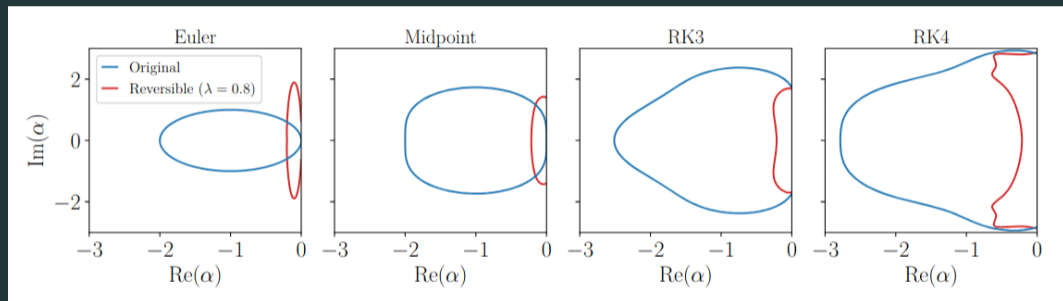 Euler
Midpoint
RK3
RK4
Original
Reversible (λ = 0.8)
Im(α)
2
0
−2
−3 −2 −1 0
−3 −2 −1 0
−3 −2 −1 0
−3 −2 −1 0
Re(α)
Re(α)
Re(α)
Re(α)